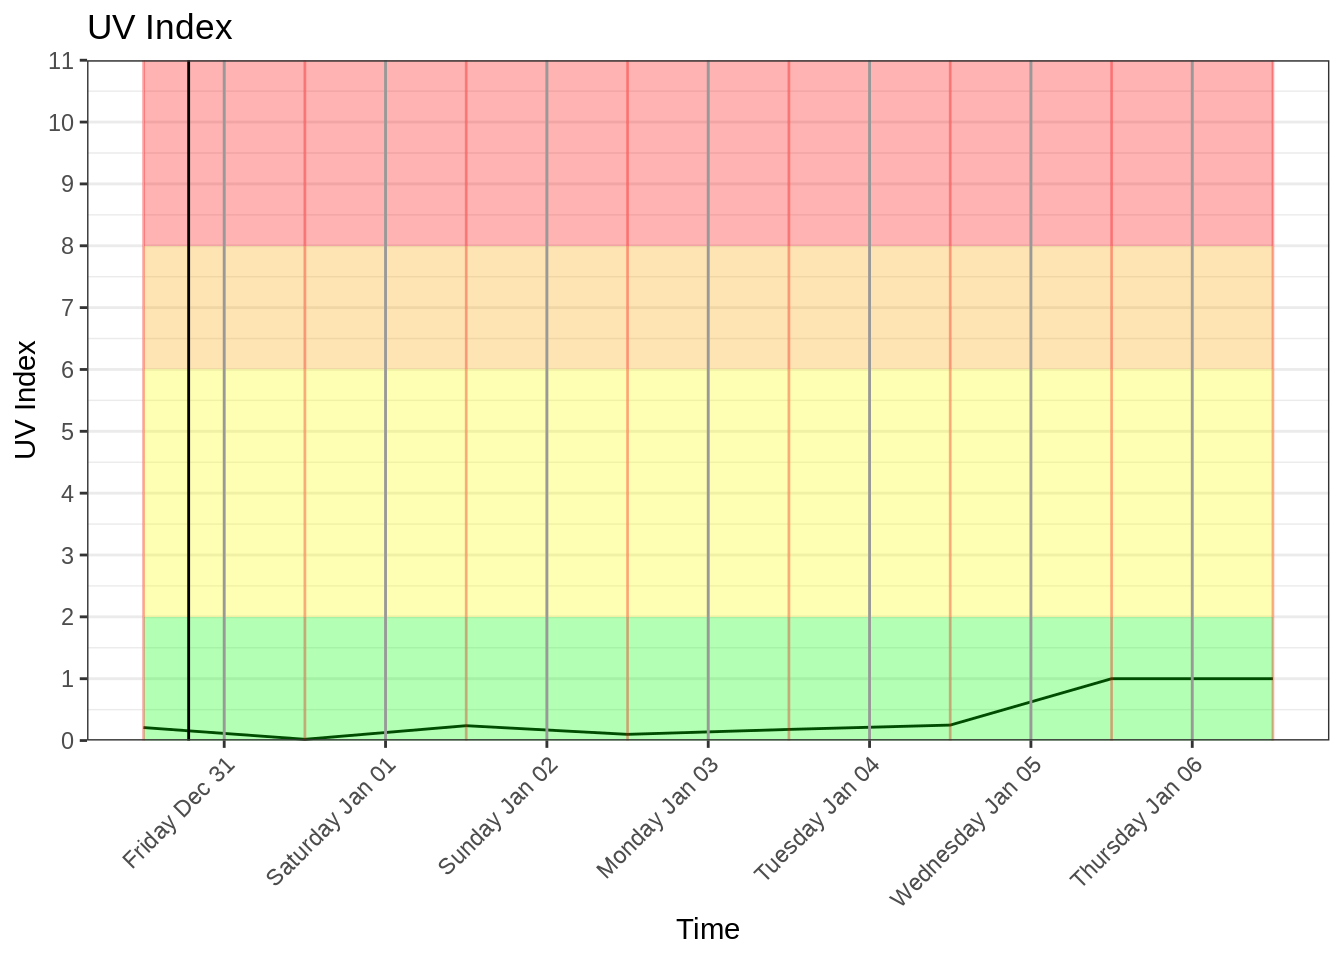 UV Index
11
10
9
8
7
6
5
4
3
2
1
0
UV Index
Friday Dec 31
Saturday Jan 01
Sunday Jan 02
Monday Jan 03
Tuesday Jan 04
Wednesday Jan 05
Thursday Jan 06
Time